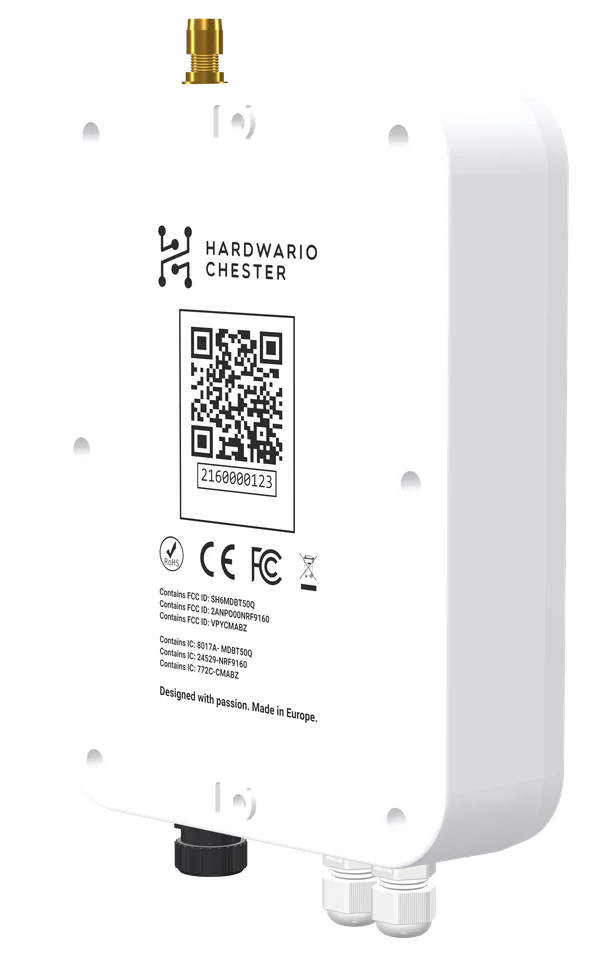 HARDWARIO
CHESTER
2160000123
RoHS
CE FC
Contains FCC ID: SH6MDBT50Q
Contains FCC ID: 2ANPO00NRF9160
Contains FCC ID: VPYCMABZ
Contains IC: 8017A- MDBT50Q
Contains IC: 24529-NRF9160
Contains IC: 772C-CMABZ
Designed with passion. Made in Europe.